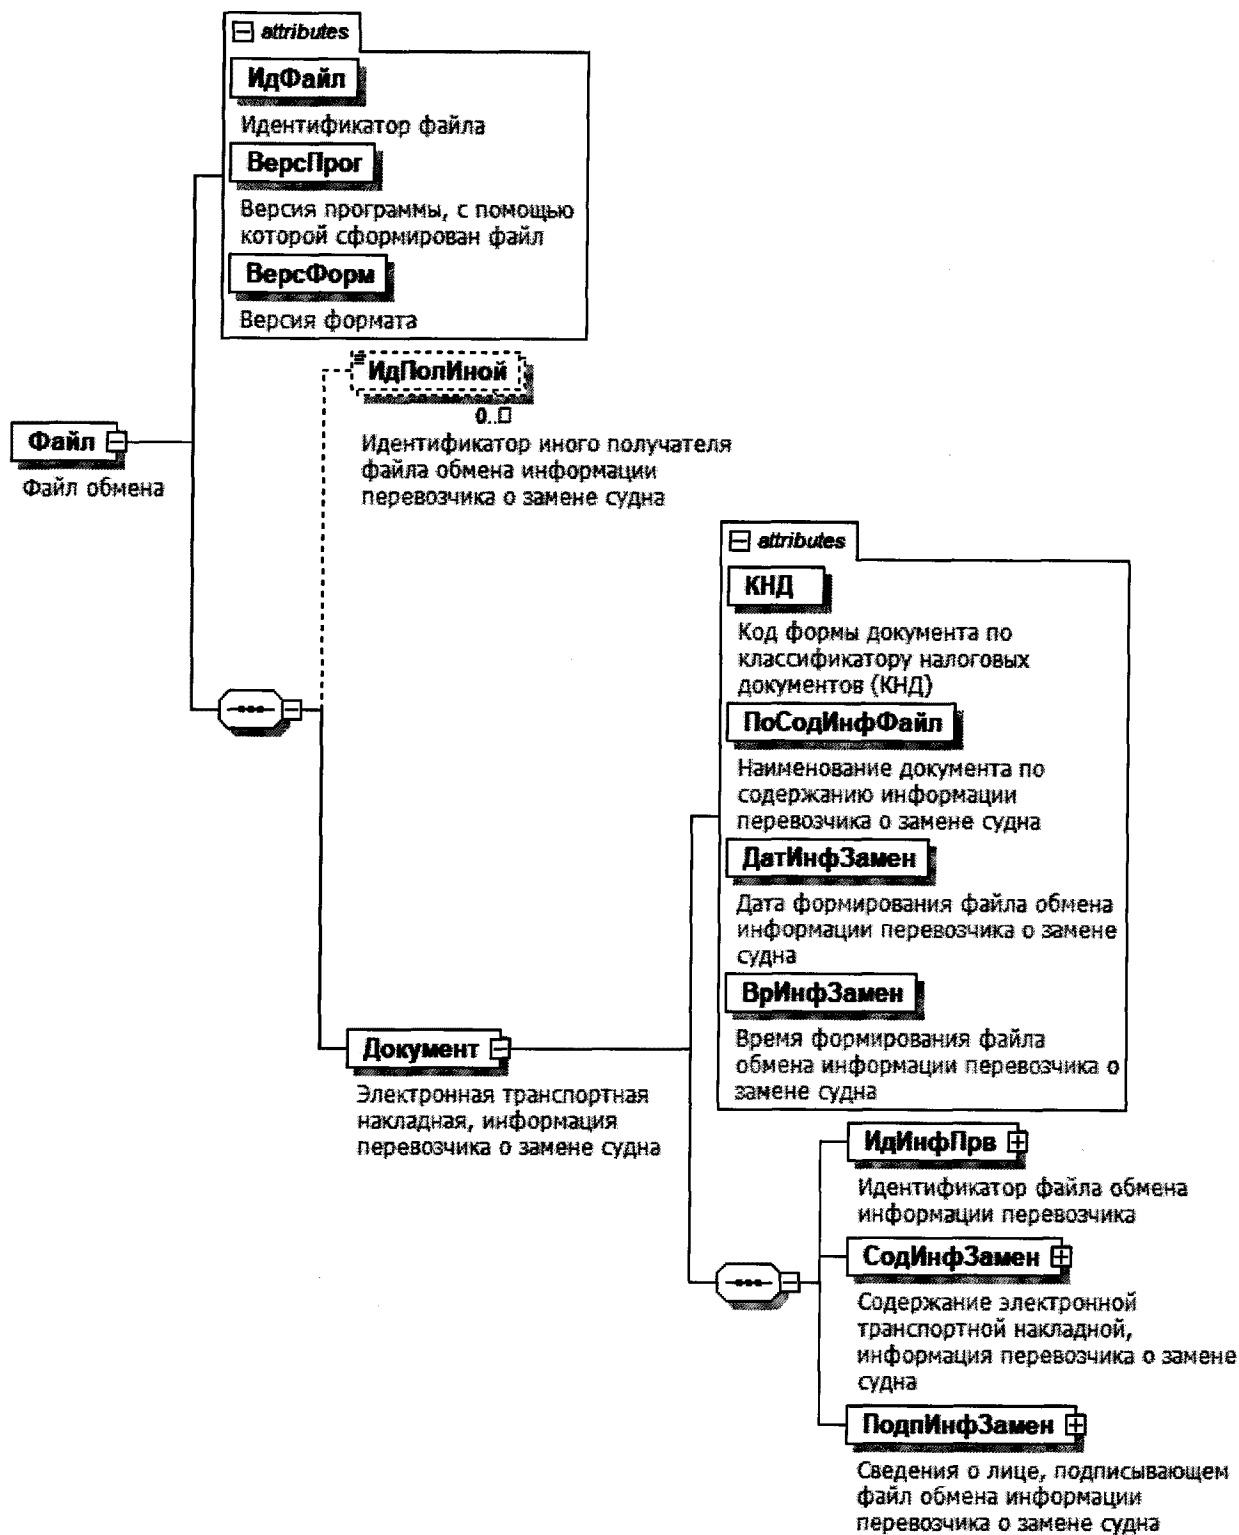 attributes
ИдФайл
Идентификатор файла
ВерсПрог
Версия программы, с помощью
которой сформирован файл
ВерсФорм
Версия формата
ИдПолИной
0..
Идентификатор иного получателя
файла обмена информации
перевозчика о замене судна
Файл
Файл обмена
attributes
КНД
Код формы документа по
классификатору налоговых
документов (КНД)
ПоСодИнфФайл
Наименование документа по
содержанию информации
перевозчика о замене судна
ДатИнфЗамен
Дата формирования файла обмена
информации перевозчика о замене
судна
ВрИнфЗамен
Время формирования файла
обмена информации перевозчика о
замене судна
Документ
Электронная транспортная
накладная, информация
перевозчика о замене судна
ИдИнфПрв
Идентификатор файла обмена
информации перевозчика
СодИнфЗамен
Содержание электронной
транспортной накладной,
информация перевозчика о замене
судна
ПодпИнфЗамен
Сведения о лице, подписывающем
файл обмена информации
перевозчика о замене судна